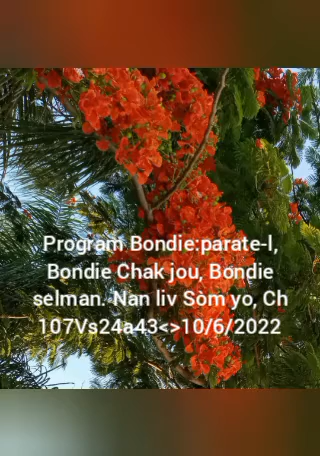 Program Bondie:parate-l,
Bondie Chak jou, Bondie
selman. Nan liv Sòm yo, Ch
107Vs24a43<>10/6/2022